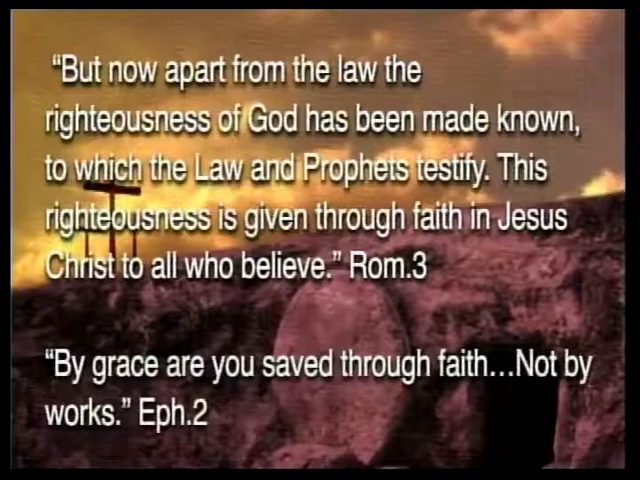 “But now apart from the law the
righteousness of God has been made known,
to which the Law and Prophets testify. This
righteousness is given through faith in Jesus
Christ to all who believe.” Rom.3
“By grace are you saved through faith…Not by
works.” Eph.2